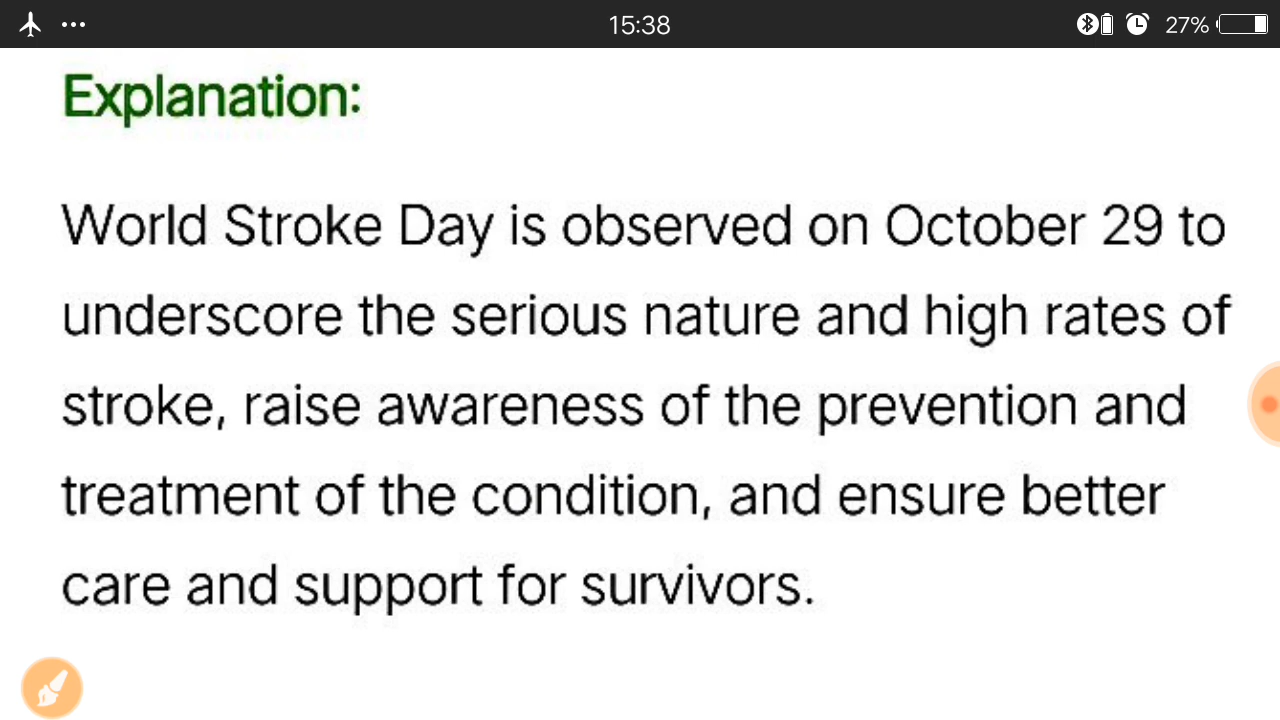 15:38
27%
Explanation:
World Stroke Day is observed on October 29 to
underscore the serious nature and high rates of
stroke, raise awareness of the prevention and
treatment of the condition, and ensure better
care and support for survivors.